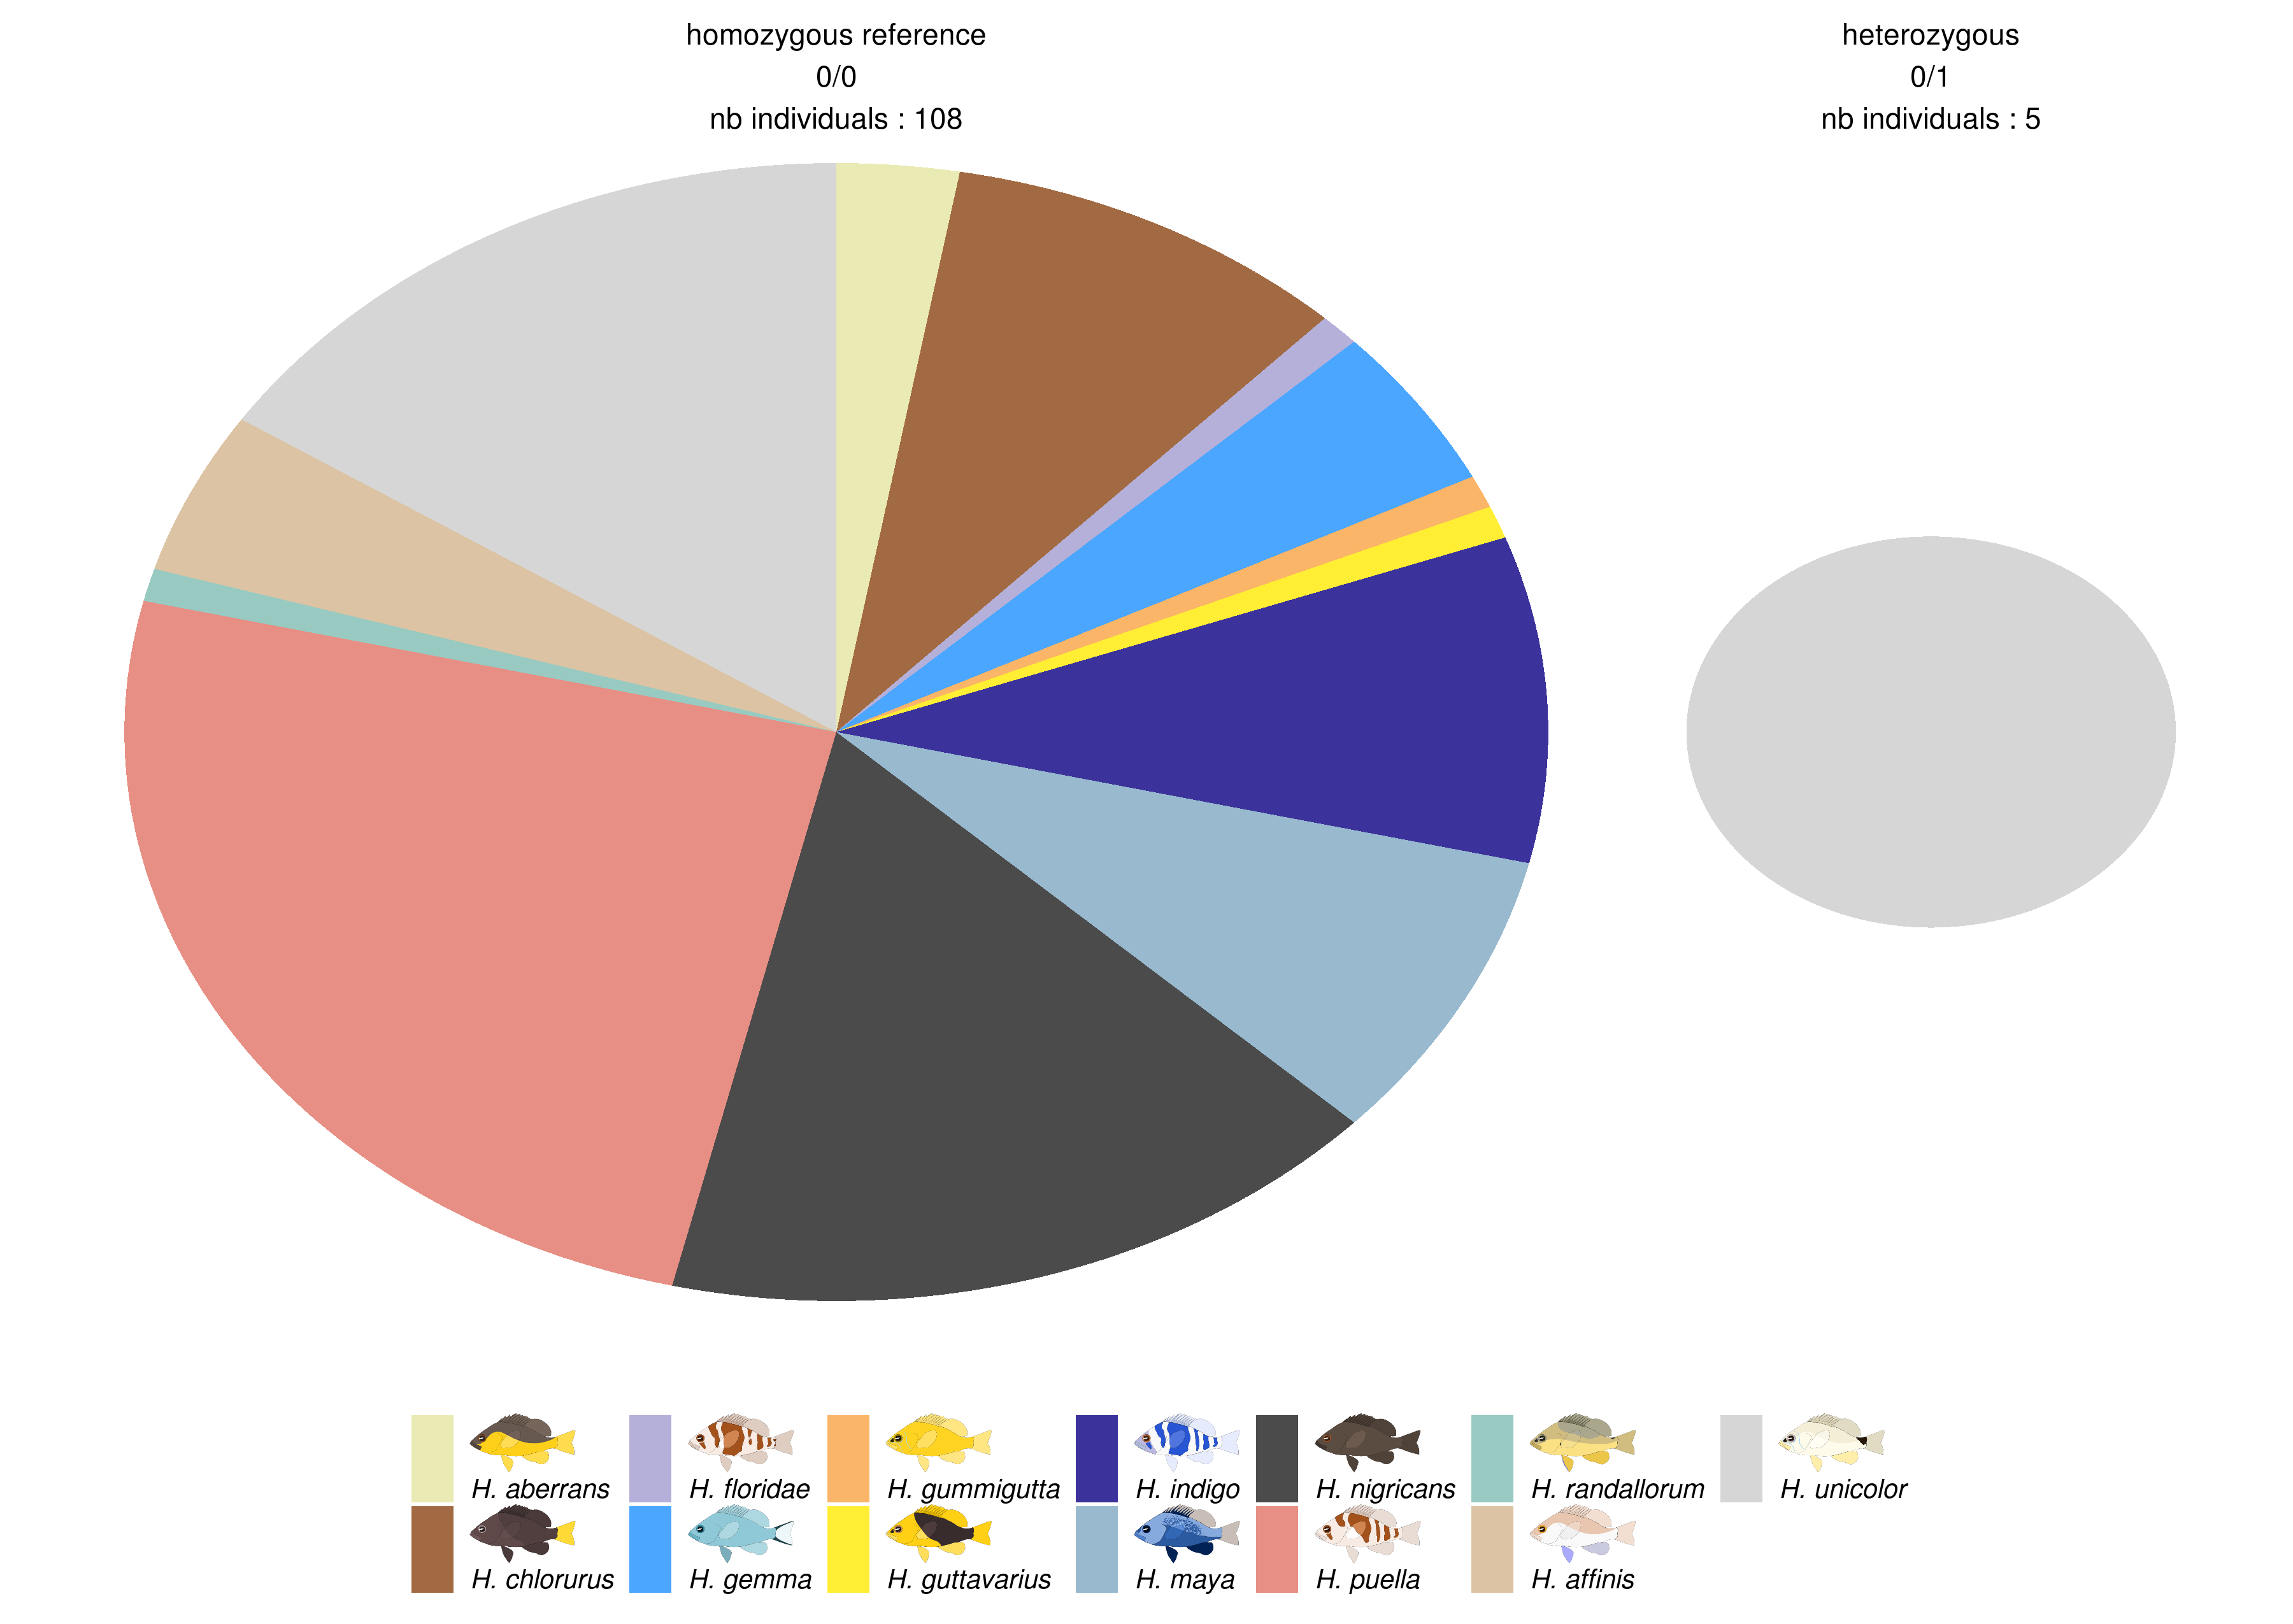 homozygous reference
0/0
nb individuals : 108
heterozygous
0/1
nb individuals : 5
H. aberrans
H. floridae
H. gummigutta
H. indigo
H. nigricans
H. randallorum
H. unicolor
H. chlorurus
H. gemma
H. guttavarius
H. maya
H. puella
H. affinis